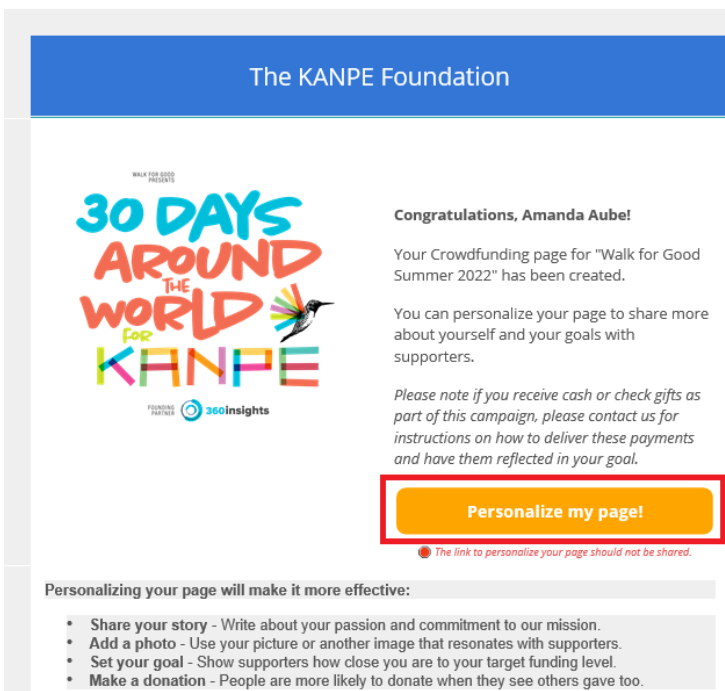 The KANPE Foundation
WALK FOR GOOD
PRESENTS
30 DAYS
AROUND
THE
WORLD
FOR
KANPE
FOUNDING
PARTNER
360insights
Congratulations, Amanda Aube!
Your Crowdfunding page for "Walk for Good
Summer 2022" has been created.
You can personalize your page to share more
about yourself and your goals with
supporters.
Please note if you receive cash or check gifts as
part of this campaign, please contact us for
instructions on how to deliver these payments
and have them reflected in your goal.
Personalize my page!
The link to personalize your page should not be shared.
Personalizing your page will make it more effective:
• Share your story - Write about your passion and commitment to our mission.
• Add a photo - Use your picture or another image that resonates with supporters.
• Set your goal - Show supporters how close you are to your target funding level.
• Make a donation - People are more likely to donate when they see others gave too.